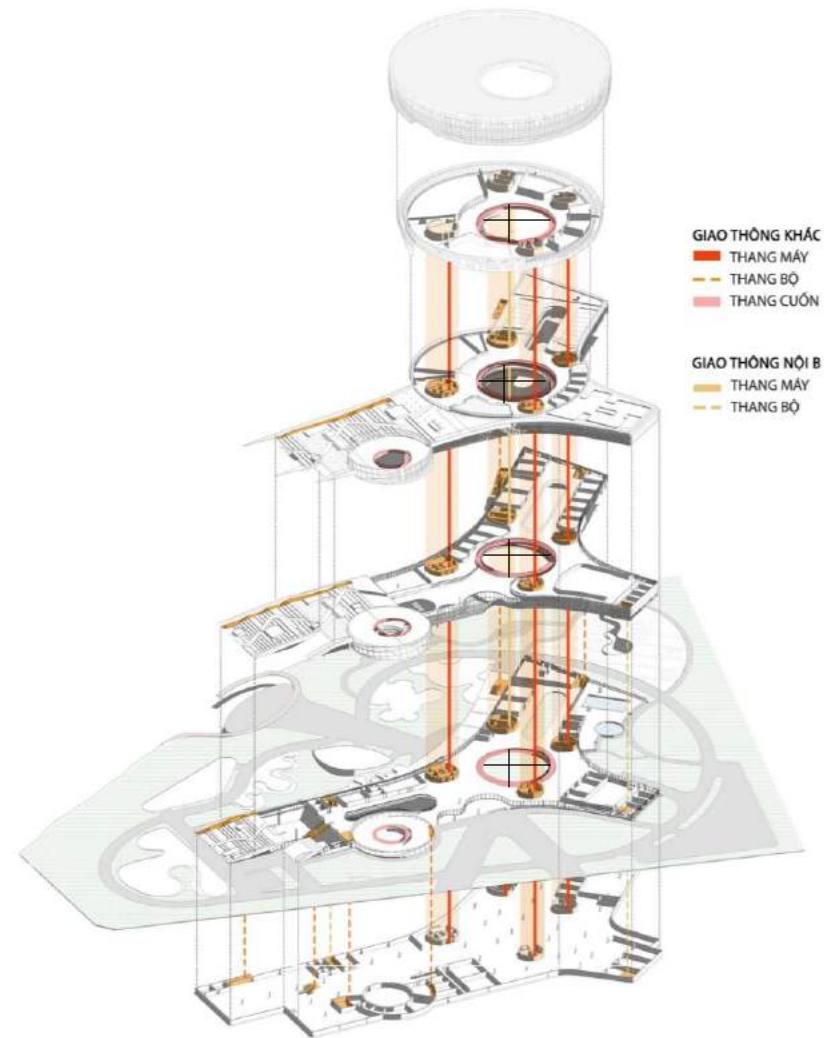 GIAO THÔNG KHÁC
THANG MÁY
THANG BỘ
THANG CUỐN
GIAO THÔNG NỘI B
THANG MÁY
THANG BỘ